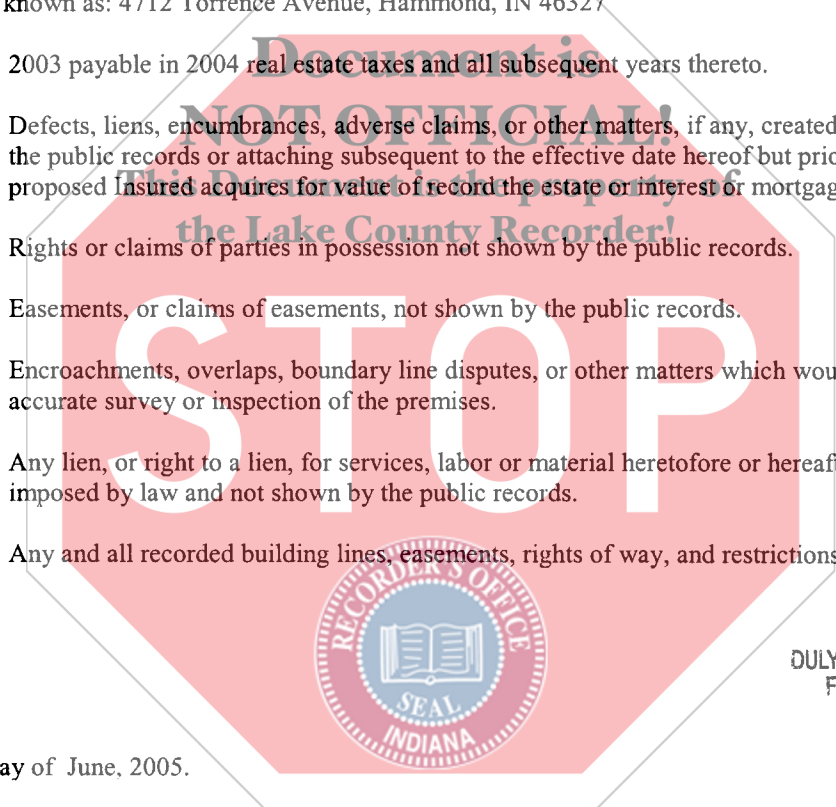 known as: 4712 Torrence Avenue, Hammond, IN 46327
Document is
2003 payable in 2004 real estate taxes and all subsequent years thereto.
NOT OFFICIAL!
Defects, liens, encumbrances, adverse claims, or other matters, if any, created
the public records or attaching subsequent to the effective date hereof but prio
This Document is the property of
proposed Insured acquires for value of record the estate or interest or mortgag
the Lake County Recorder!
Rights or claims of parties in possession not shown by the public records.
Easements, or claims of easements, not shown by the public records.
STOP
Encroachments, overlaps, boundary line disputes, or other matters which wou
accurate survey or inspection of the premises.
Any lien, or right to a lien, for services, labor or material heretofore or hereaf
imposed by law and not shown by the public records.
Any and all recorded building lines, easements, rights of way, and restrictions
RECORDER'S OFFICE
SEAL
INDIANA
DULY
F
ay of June, 2005.